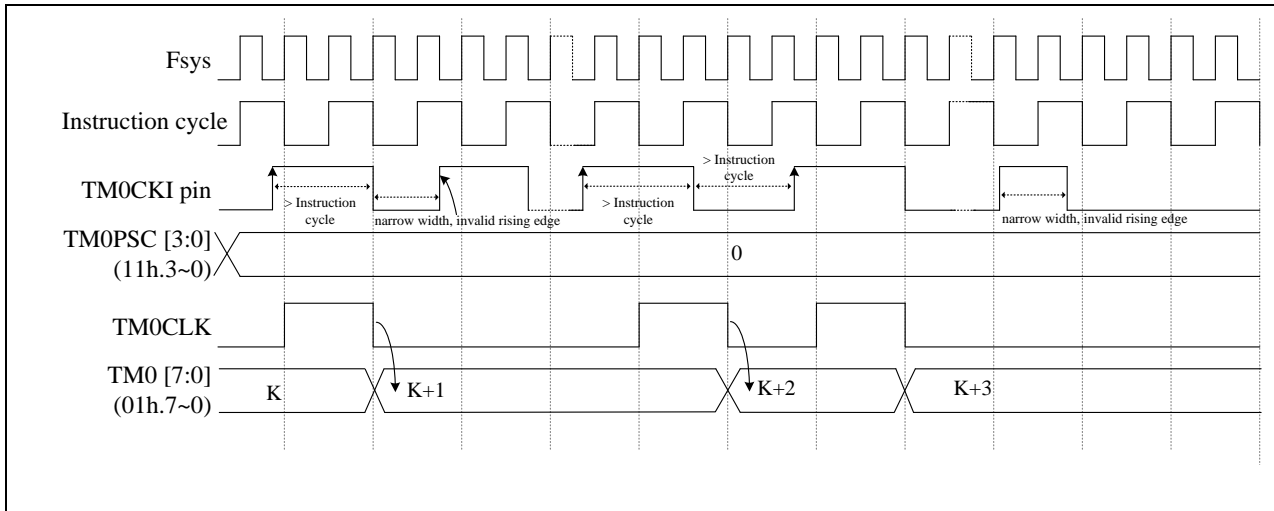 Fsys
Instruction cycle
TM0CKI pin
> Instruction
cycle
narrow width, invalid rising edge
> Instruction
cycle
> Instruction
cycle
narrow width, invalid rising edge
TM0PSC [3:0]
(11h.3~0)
0
TM0CLK
TM0 [7:0]
(01h.7~0)
K
K+1
K+2
K+3